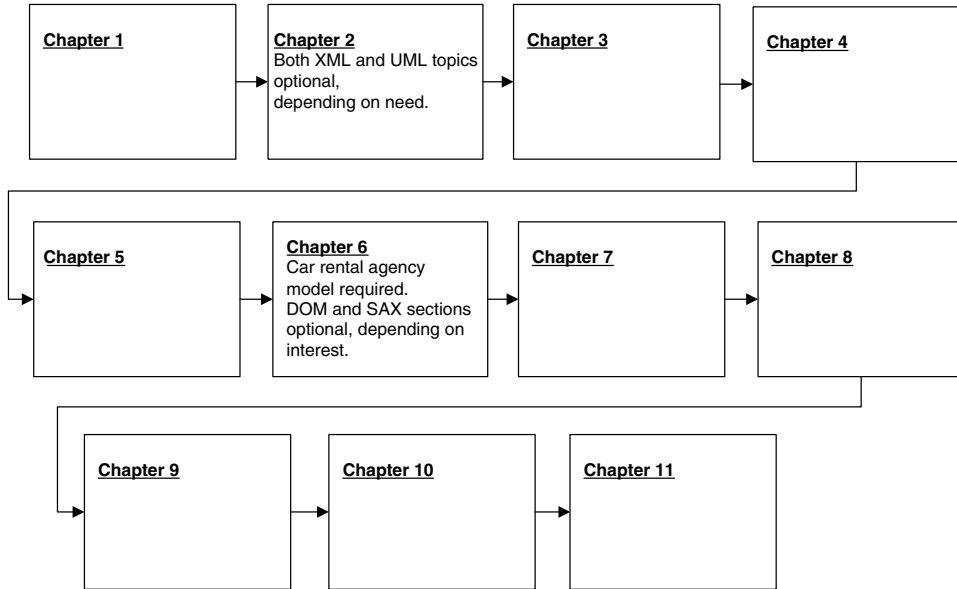 Chapter 1
Chapter 2
Both XML and UML topics
optional,
depending on need.
Chapter 3
Chapter 4
Chapter 5
Chapter 6
Car rental agency
model required.
DOM and SAX sections
optional, depending on
interest.
Chapter 7
Chapter 8
Chapter 9
Chapter 10
Chapter 11